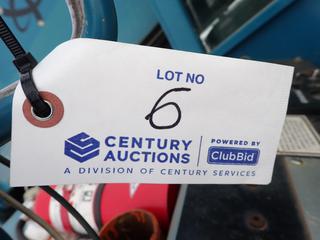 LOT NO
6
CENTURY AUCTIONS
POWERED BY
ClubBid
A DIVISION OF CENTURY SERVICES